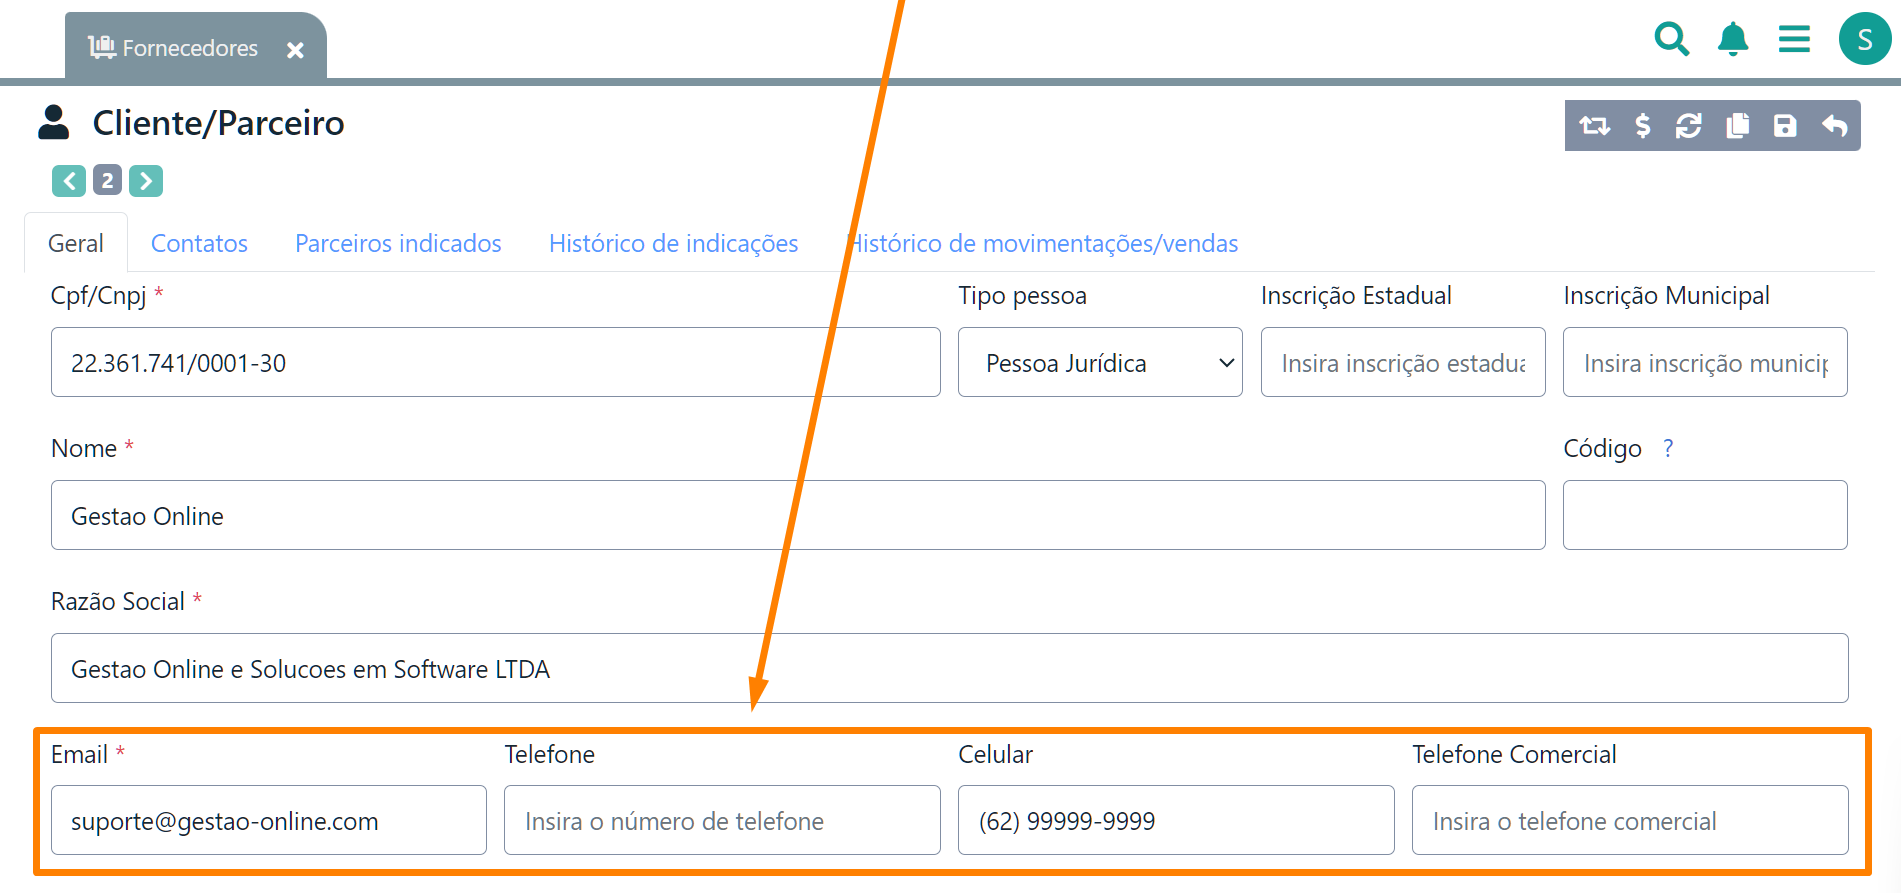 Fornecedores
S
Cliente/Parceiro
2
Geral Contatos Parceiros indicados Histórico de indicações Histórico de movimentações/vendas
Cpf/Cnpj * Tipo pessoa Inscrição Estadual Inscrição Municipal
22.361.741/0001-30 Pessoa Jurídica Insira inscrição estadua Insira inscrição municip
Nome * Código ?
Gestao Online
Razão Social *
Gestao Online e Solucoes em Software LTDA
Email * Telefone Celular Telefone Comercial
suporte@gestao-online.com Insira o número de telefone (62) 99999-9999 Insira o telefone comercial